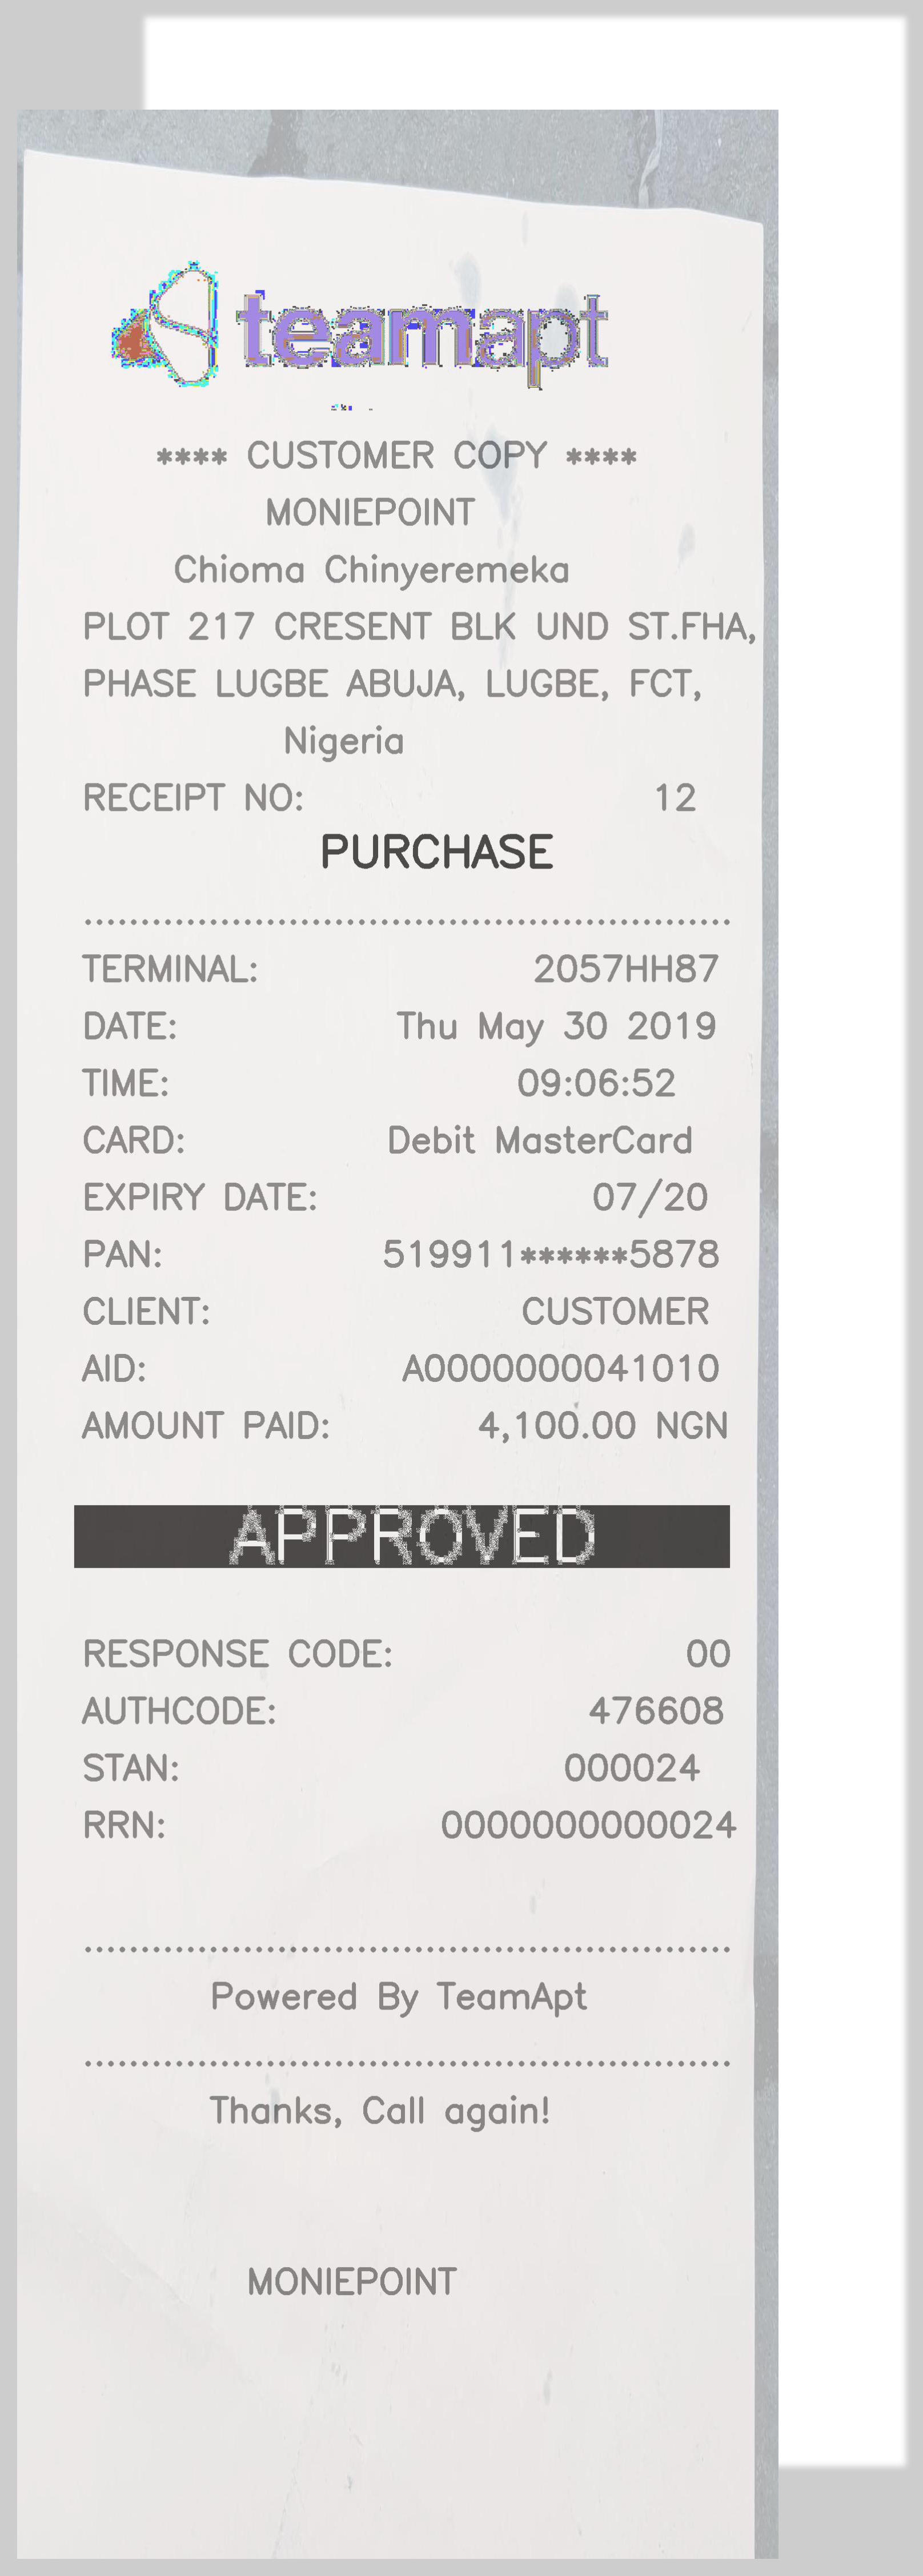 teamapt
**** CUSTOMER COPY ****
MONIEPOINT
Chioma Chinyeremeka
PLOT 217 CRESENT BLK UND ST.FHA,
PHASE LUGBE ABUJA, LUGBE, FCT,
Nigeria
RECEIPT NO: 12
PURCHASE
TERMINAL: 2057HH87
DATE: Thu May 30 2019
TIME: 09:06:52
CARD: Debit MasterCard
EXPIRY DATE: 07/20
PAN: 519911******5878
CLIENT: CUSTOMER
AID: A0000000041010
AMOUNT PAID: 4,100.00 NGN
APPROVED
RESPONSE CODE: 00
AUTHCODE: 476608
STAN: 000024
RRN: 0000000000024
Powered By TeamApt
Thanks, Call again!
MONIEPOINT